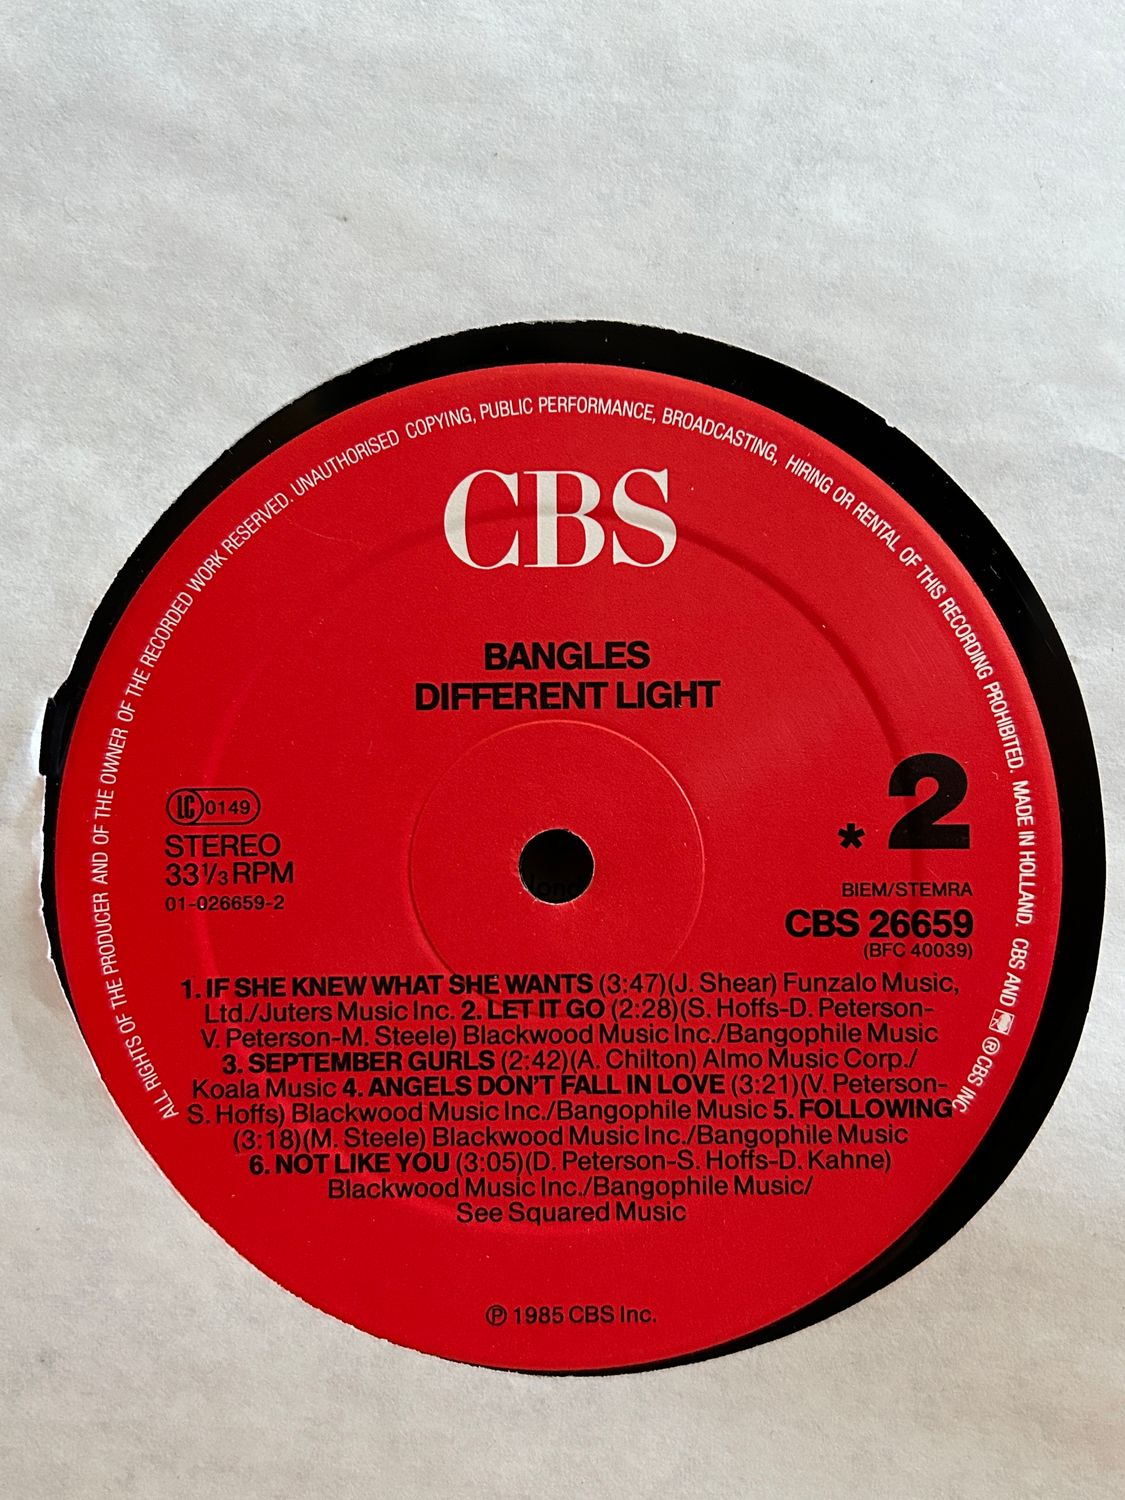 ALL RIGHTS OF THE PRODUCER AND OF THE OWNER OF THE RECORDED WORK RESERVED. UNAUTHORISED COPYING, PUBLIC PERFORMANCE, BROADCASTING, HIRING OR RENTAL OF THIS RECORDING PROHIBITED. MADE IN HOLLAND. CBS AND ® CBS INC
CBS
BANGLES
DIFFERENT LIGHT
LC 0149
STEREO
33 1/3 RPM
01-026659-2
* 2
BIEM/STEMRA
CBS 26659
(BFC 40039)
1. IF SHE KNEW WHAT SHE WANTS (3:47)(J. Shear) Funzalo Music,
Ltd./Juters Music Inc. 2. LET IT GO (2:28)(S. Hoffs-D. Peterson-
V. Peterson-M. Steele) Blackwood Music Inc./Bangophile Music
3. SEPTEMBER GURLS (2:42)(A. Chilton) Almo Music Corp./
Koala Music 4. ANGELS DON'T FALL IN LOVE (3:21)(V. Peterson-
S. Hoffs) Blackwood Music Inc./Bangophile Music 5. FOLLOWING
(3:18)(M. Steele) Blackwood Music Inc./Bangophile Music
6. NOT LIKE YOU (3:05)(D. Peterson-S. Hoffs-D. Kahne)
Blackwood Music Inc./Bangophile Music/
See Squared Music
℗ 1985 CBS Inc.